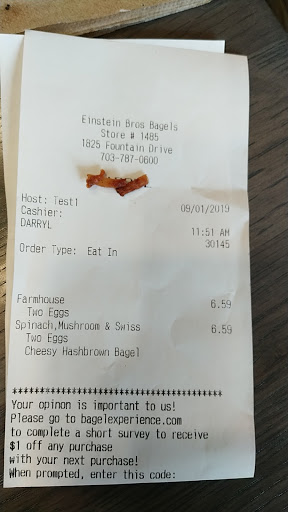 Einstein Bros Bagels
Store # 1485
1825 Fountain Drive
703-787-0600
Host: Test1 09/01/2019
Cashier:
DARRYL 11:51 AM
30145
Order Type: Eat In
Farmhouse 6.59
Two Eggs
Spinach,Mushroom & Swiss 6.59
Two Eggs
Cheesy Hashbrown Bagel
****************************************
Your opinon is important to us!
Please go to bagelexperience.com
to complete a short survey to receive
$1 off any purchase
with your next purchase!
When prompted, enter this code: